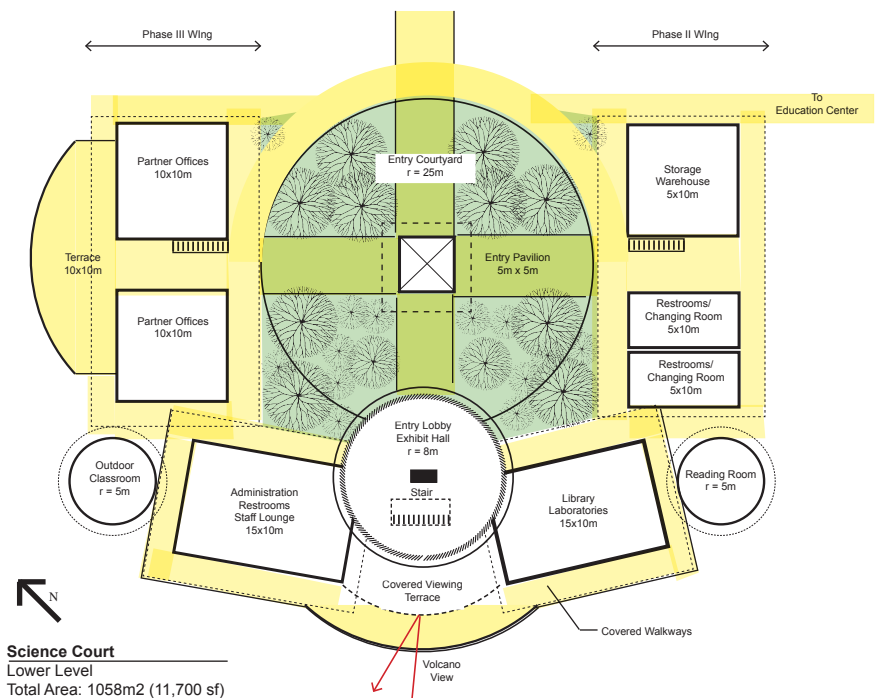 Phase III WIng
Phase II WIng
To
Education Center
Partner Offices
10x10m
Entry Courtyard
r = 25m
Storage
Warehouse
5x10m
Terrace
10x10m
Entry Pavilion
5m x 5m
Partner Offices
10x10m
Restrooms/
Changing Room
5x10m
Restrooms/
Changing Room
5x10m
Entry Lobby
Exhibit Hall
r = 8m
Stair
Outdoor
Classroom
r = 5m
Administration
Restrooms
Staff Lounge
15x10m
Library
Laboratories
15x10m
Reading Room
r = 5m
Covered Viewing
Terrace
N
Covered Walkways
Volcano
View
Science Court
Lower Level
Total Area: 1058m2 (11,700 sf)